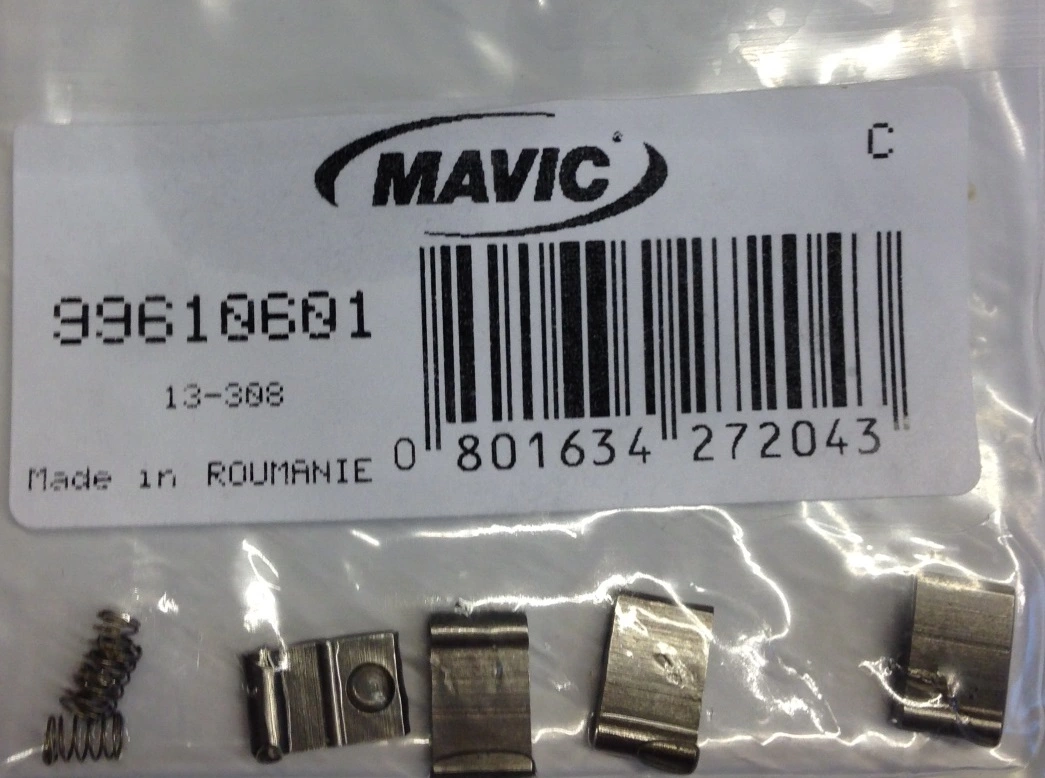 MAVIC
C
99610601
13-308
Made in ROUMANIE
0 801634 272043